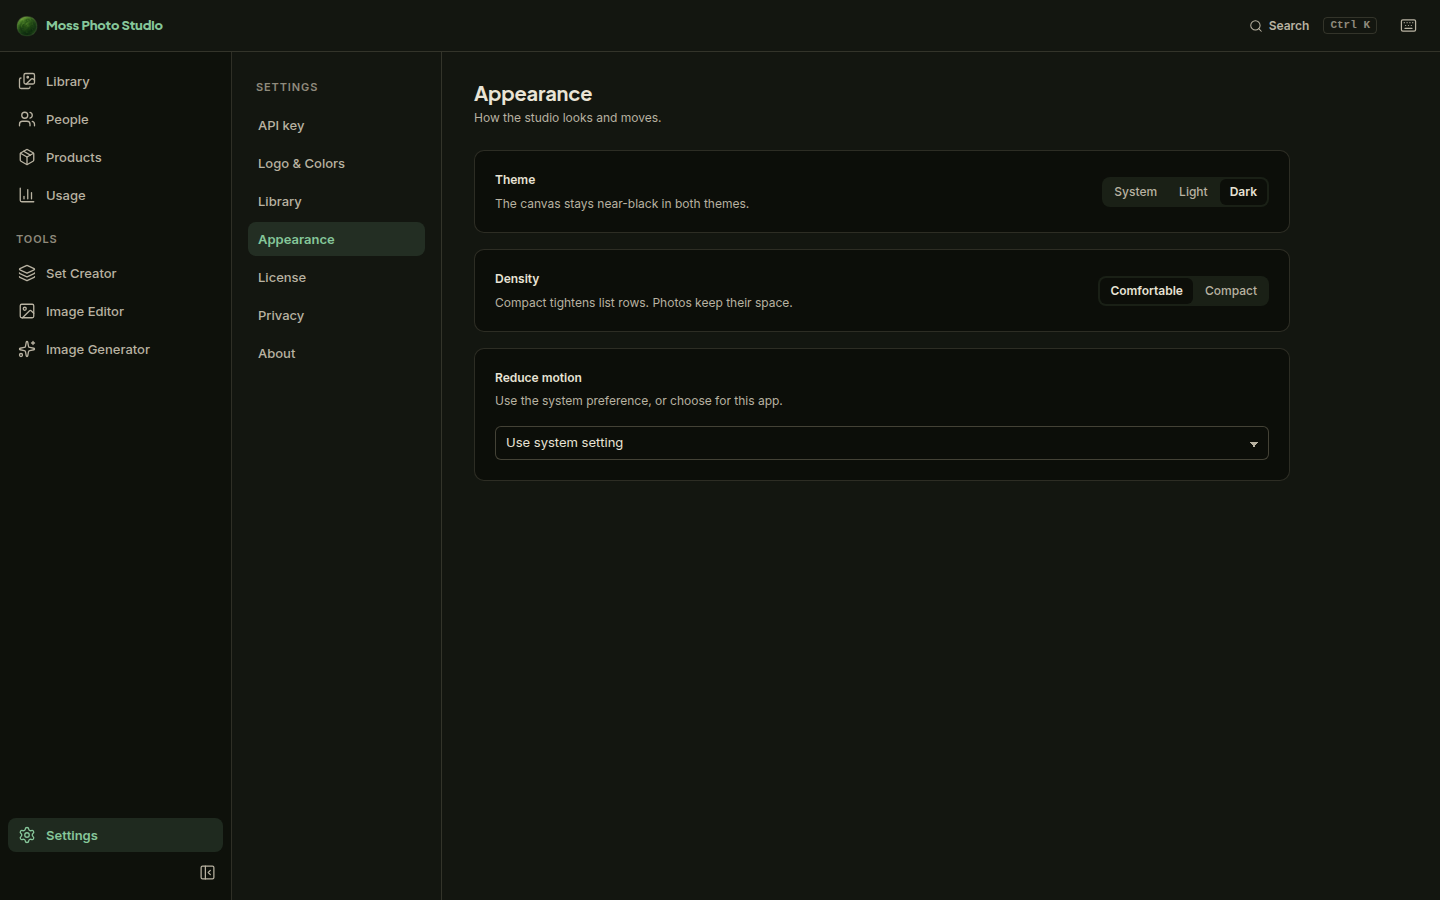 Moss Photo Studio
Search
Ctrl K
Library
People
Products
Usage
TOOLS
Set Creator
Image Editor
Image Generator
Settings
SETTINGS
API key
Logo & Colors
Library
Appearance
License
Privacy
About
Appearance
How the studio looks and moves.
Theme
The canvas stays near-black in both themes.
System Light Dark
Density
Compact tightens list rows. Photos keep their space.
Comfortable Compact
Reduce motion
Use the system preference, or choose for this app.
Use system setting